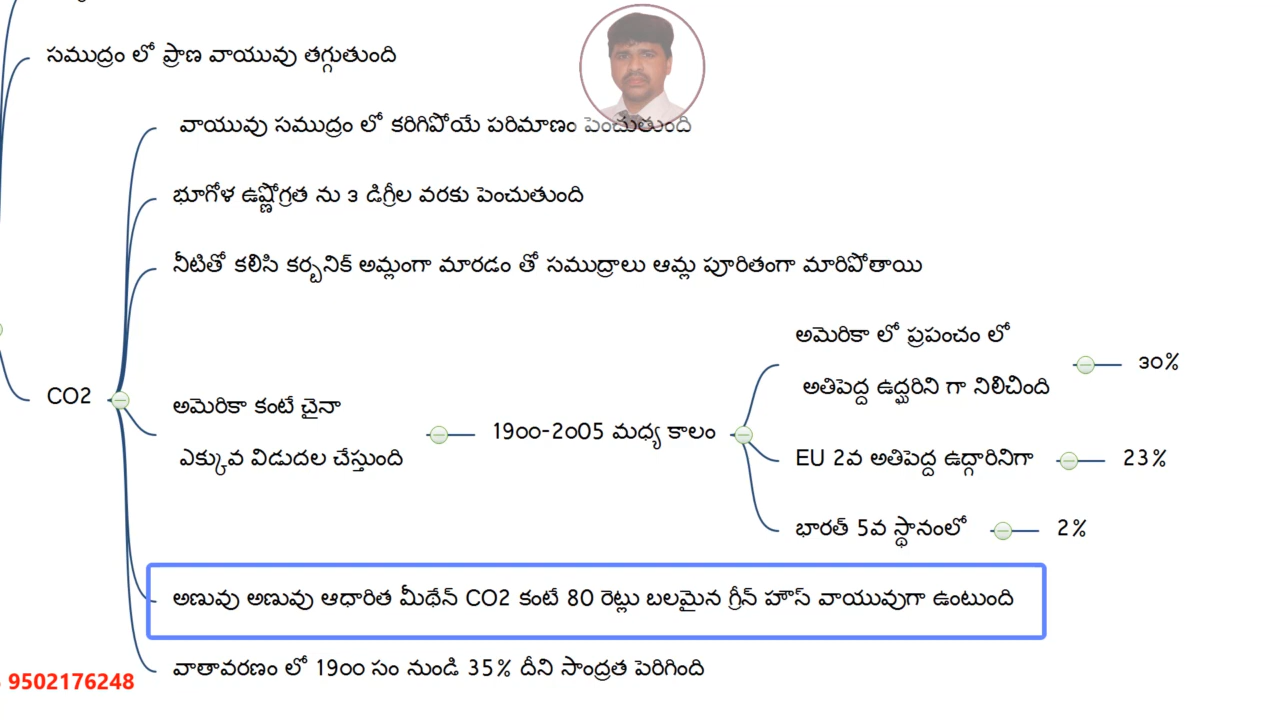 సముద్రం లో ప్రాణ వాయువు తగ్గుతుంది
వాయువు సముద్రం లో కరిగిపోయే పరిమాణం పెంచుతుంది
భూగోళ ఉష్ణోగ్రత ను 3 డిగ్రీల వరకు పెంచుతుంది
నీటితో కలిసి కర్బనిక్ అమ్లంగా మారడం తో సముద్రాలు ఆమ్ల పూరితంగా మారిపోతాయి
CO2
అమెరికా కంటే చైనా
ఎక్కువ విడుదల చేస్తుంది
1900-2005 మధ్య కాలం
అమెరికా లో ప్రపంచం లో
అతిపెద్ద ఉద్ఘరిని గా నిలిచింది
30%
EU 2వ అతిపెద్ద ఉద్గారినిగా
23%
భారత్ 5వ స్థానంలో
2%
అణువు అణువు ఆధారిత మీథేన్ CO2 కంటే 80 రెట్లు బలమైన గ్రీన్ హౌస్ వాయువుగా ఉంటుంది
వాతావరణం లో 1900 సం నుండి 35% దీని సాంద్రత పెరిగింది
9502176248